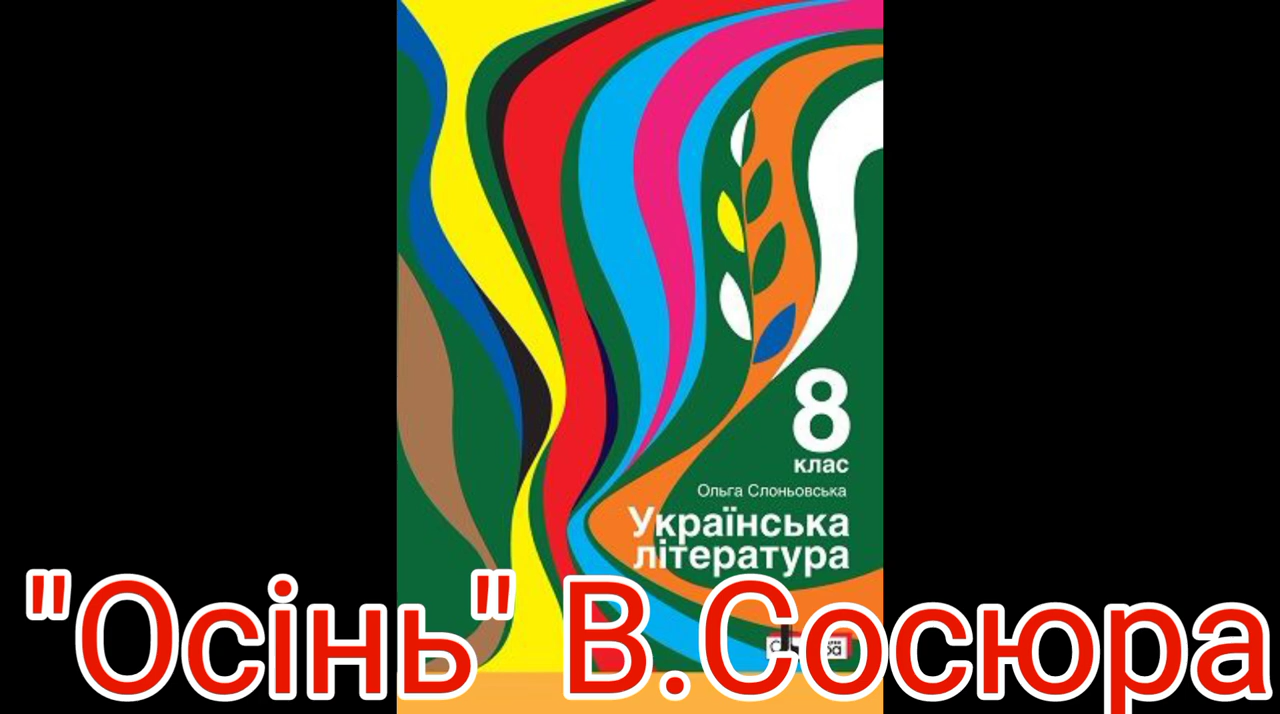 8
клас
Ольга Слоньовська
Українська
література
"Осінь" В.Сосюра